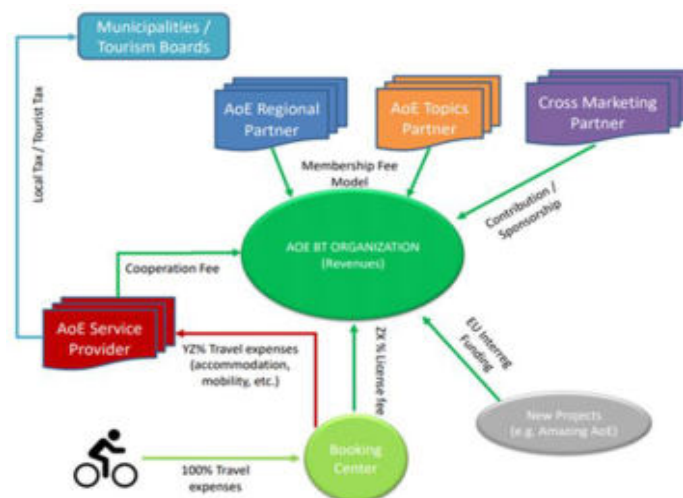 Municipalities /
Tourism Boards
AoE Regional
Partner
AoE Topics
Partner
Cross Marketing
Partner
Local Tax / Tourist Tax
Membership Fee
Model
Contribution /
Sponsorship
AOE BT ORGANIZATION
(Revenues)
Cooperation Fee
AoE Service
Provider
YZ% Travel expenses
(accommodation,
mobility, etc.)
ZX % License fee
EU Interreg
Funding
New Projects
(e.g. Amazing AoE)
Booking
Center
100% Travel
expenses